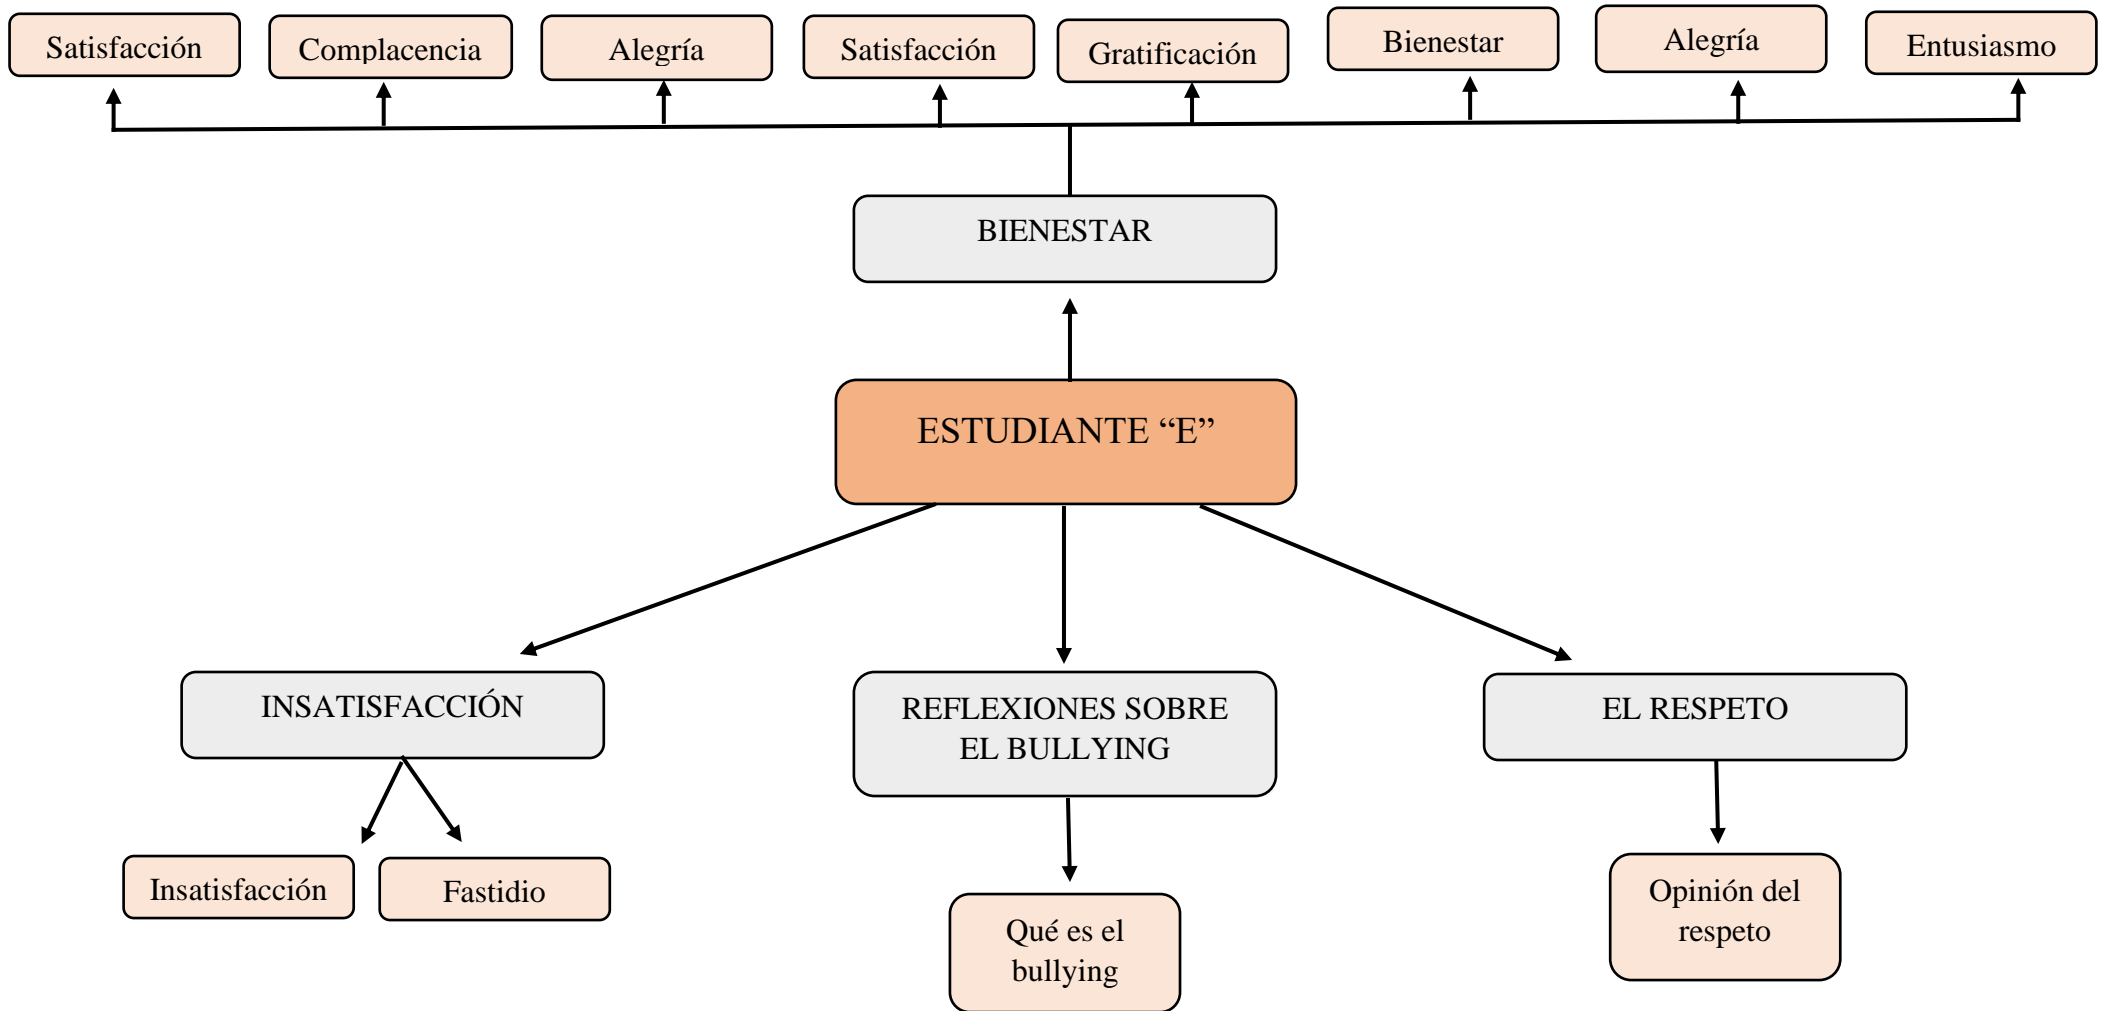 Satisfacción
Complacencia
Alegría
Satisfacción
Gratificación
Bienestar
Alegría
Entusiasmo
BIENESTAR
ESTUDIANTE “E”
INSATISFACCIÓN
REFLEXIONES SOBRE
EL BULLYING
EL RESPETO
Insatisfacción
Fastidio
Qué es el
bullying
Opinión del
respeto